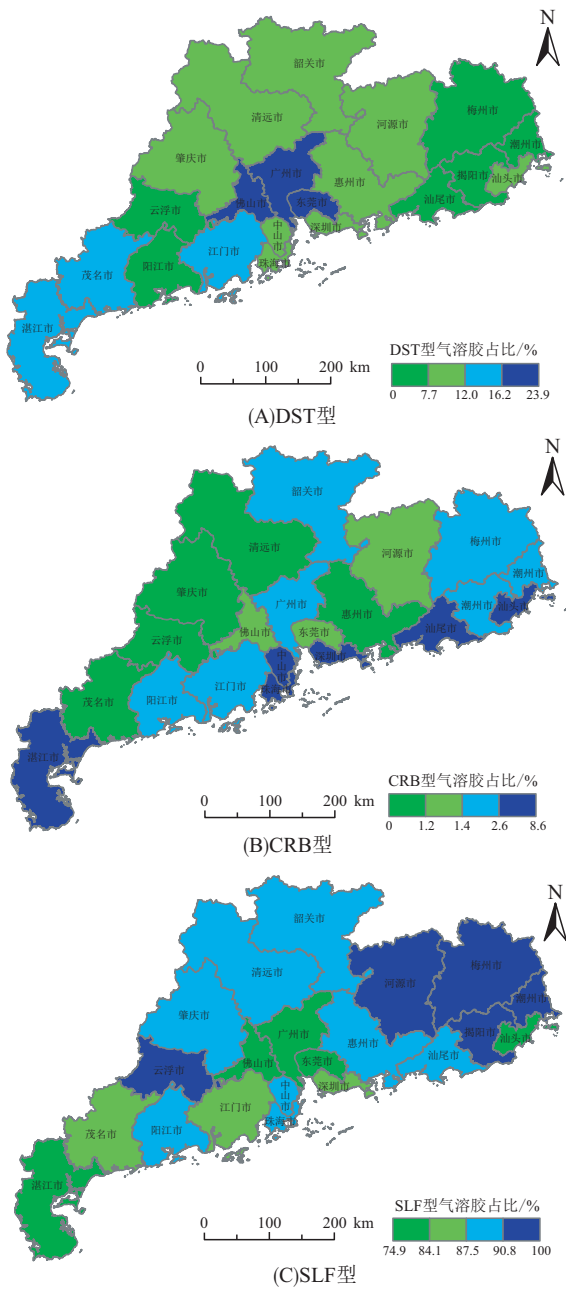 N
韶关市
梅州市
清远市
河源市
潮州市
肇庆市
广州市
惠州市
揭阳市
汕头市
佛山市
东莞市
汕尾市
云浮市
中山市
深圳市
江门市
珠海市
茂名市
阳江市
湛江市
DST型气溶胶占比/%
0 100 200 km
0 7.7 12.0 16.2 23.9
(A)DST型
N
韶关市
梅州市
清远市
河源市
潮州市
肇庆市
广州市
惠州市
潮州市
汕头市
佛山市
东莞市
汕尾市
云浮市
中山市
深圳市
江门市
珠海市
茂名市
阳江市
湛江市
CRB型气溶胶占比/%
0 100 200 km
0 1.2 1.4 2.6 8.6
(B)CRB型
N
韶关市
梅州市
清远市
河源市
潮州市
肇庆市
广州市
惠州市
揭阳市
汕头市
佛山市
东莞市
汕尾市
云浮市
中山市
深圳市
江门市
珠海市
茂名市
阳江市
湛江市
SLF型气溶胶占比/%
0 100 200 km
74.9 84.1 87.5 90.8 100
(C)SLF型